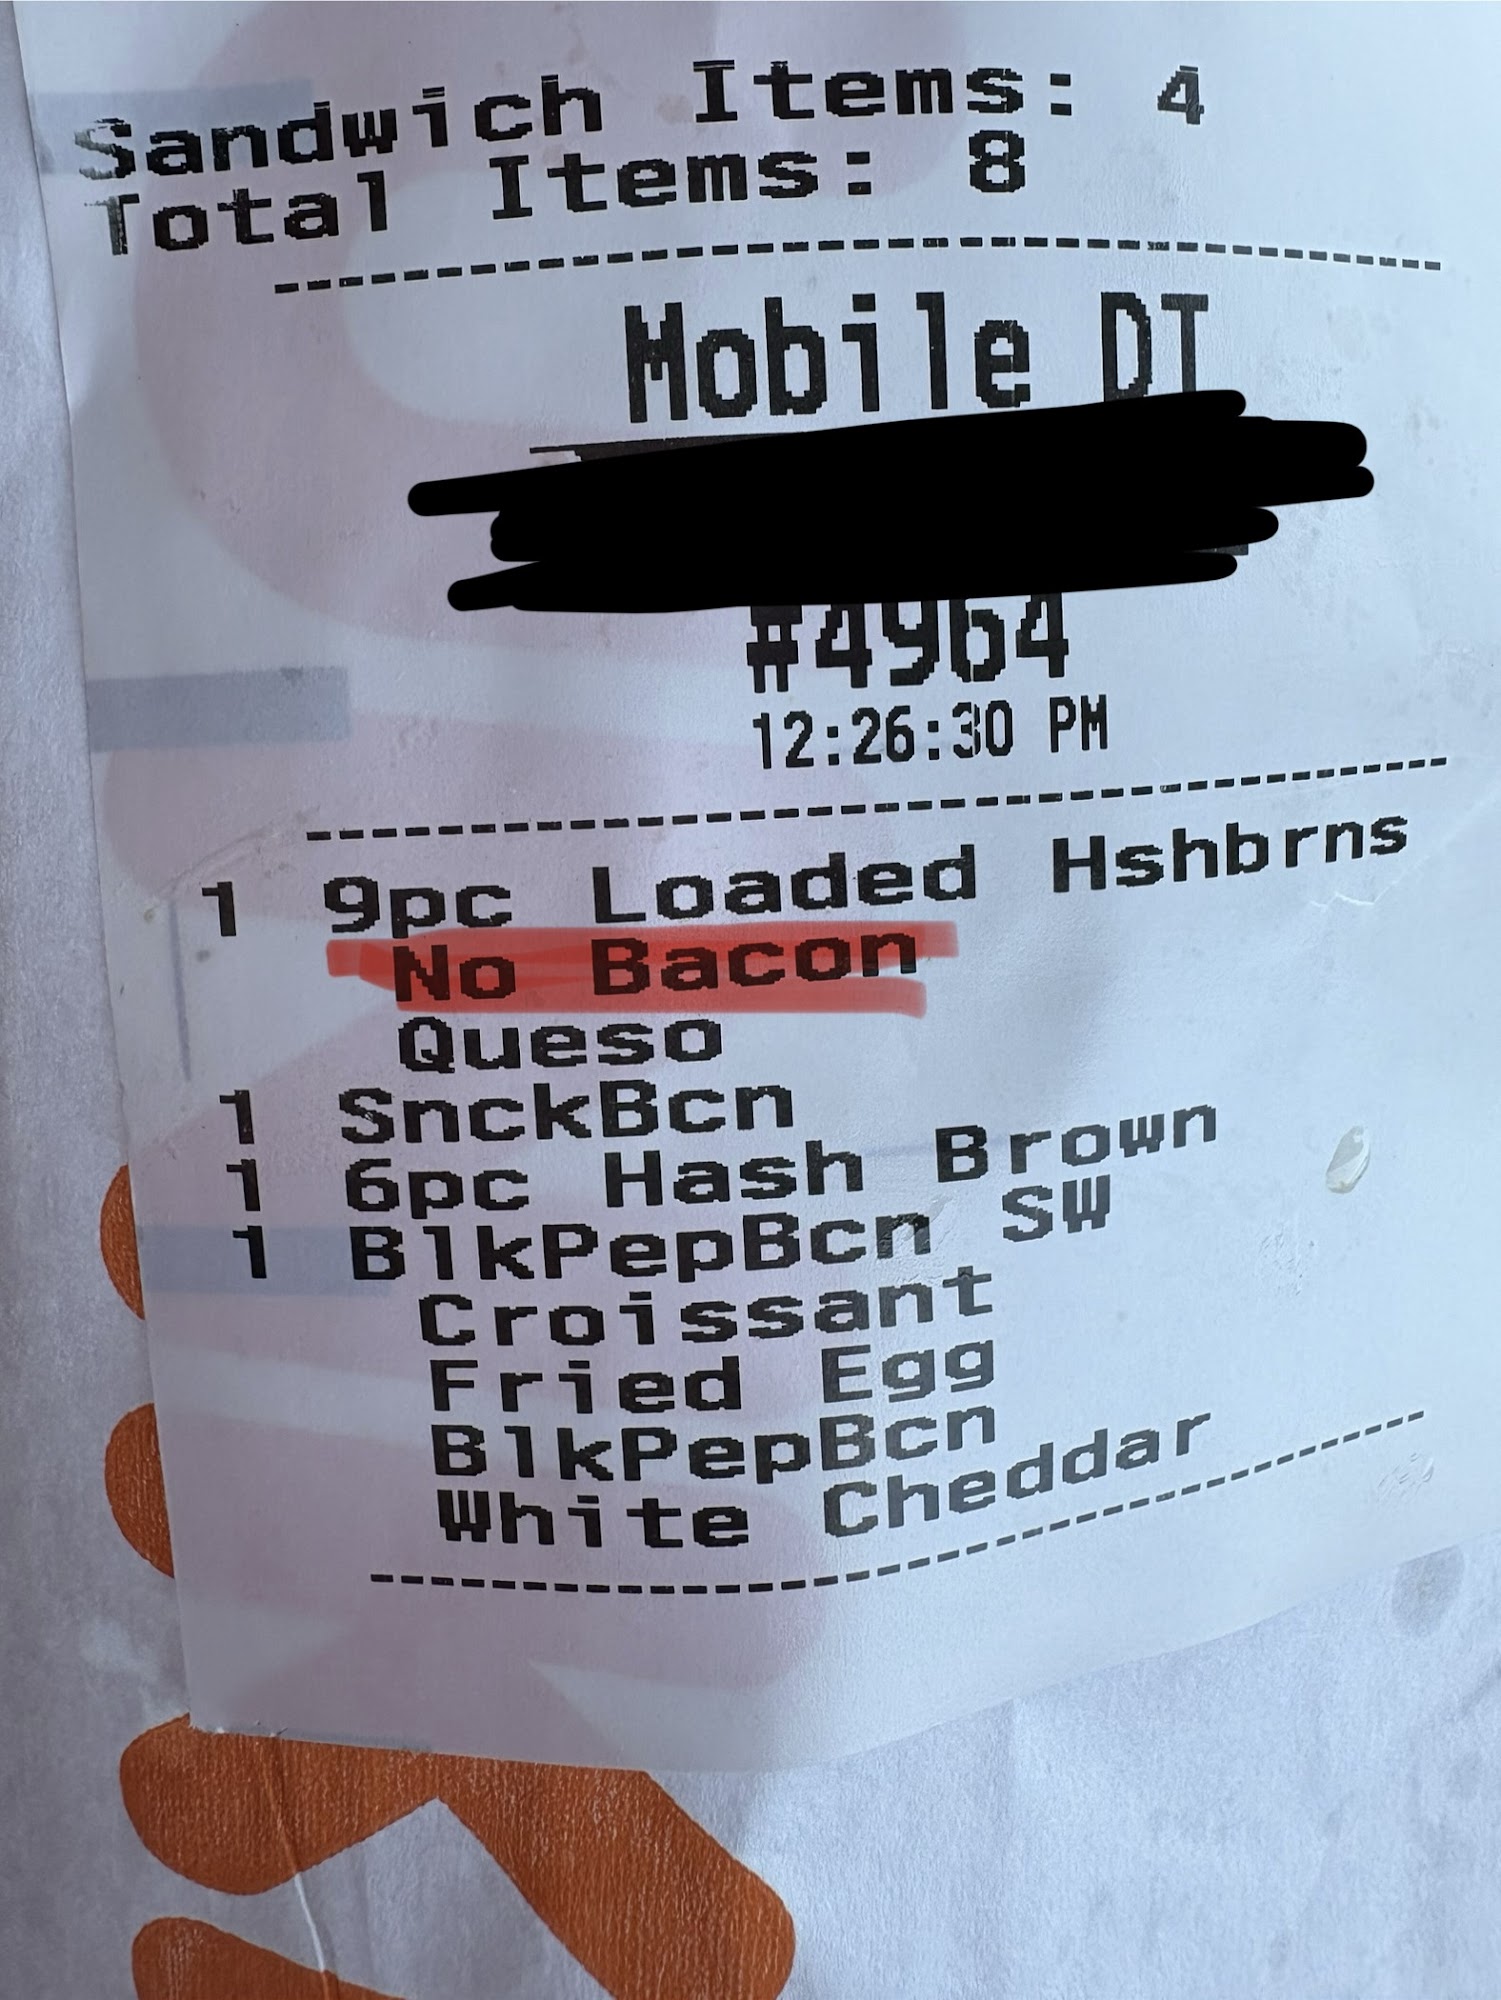 Sandwich Items: 4
Total Items: 8
Mobile DT
#4964
12:26:30 PM
1 9pc Loaded Hshbrns
No Bacon
Queso
1 SnckBcn
1 6pc Hash Brown
1 BlkPepBcn SW
Croissant
Fried Egg
BlkPepBcn
White Cheddar